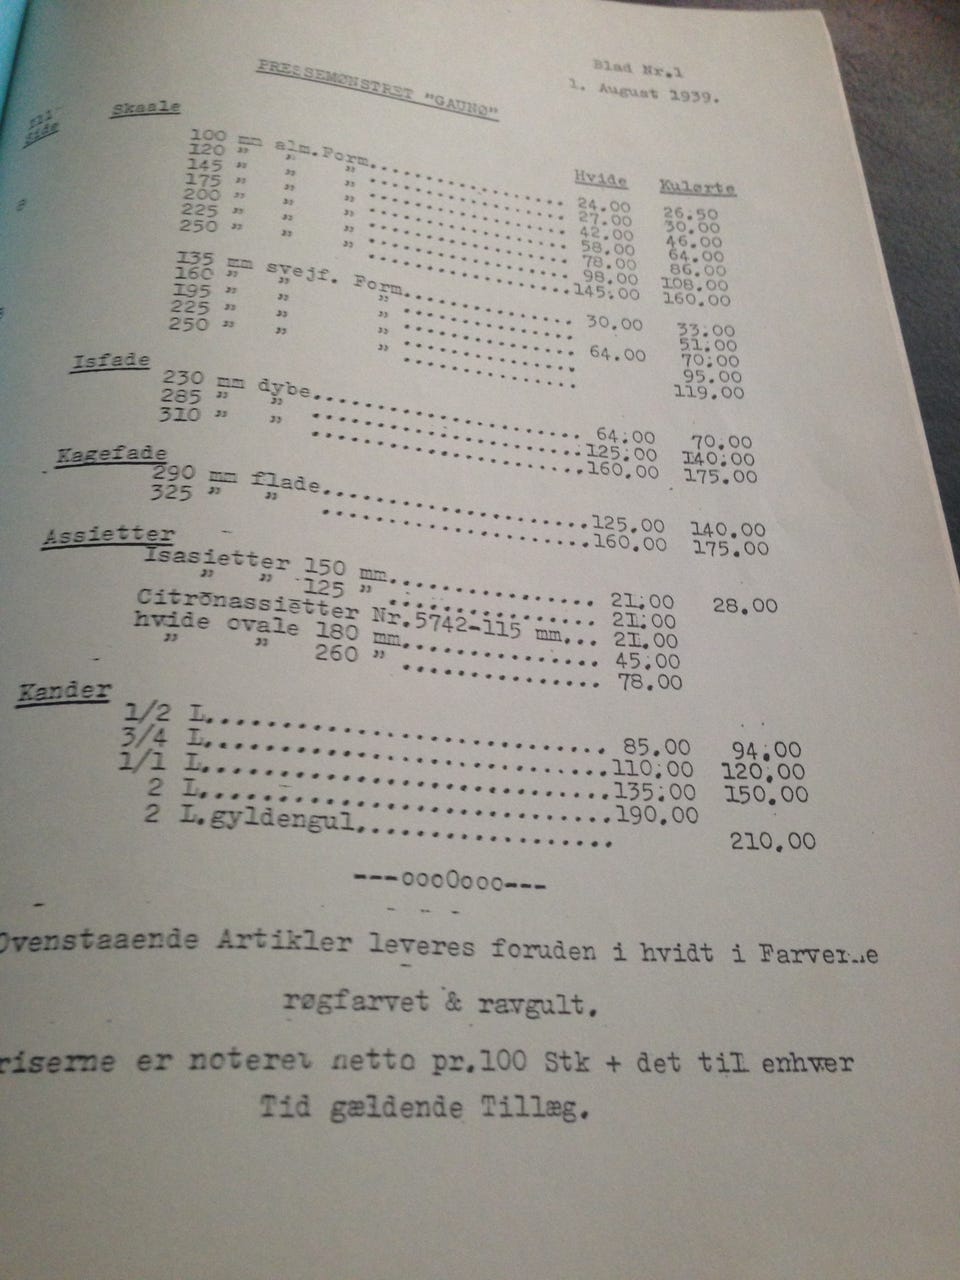 Blad Nr.1
1. August 1939.
PRESSEMØNSTRET "GAUNØ"
Skaale
Hvide Kulørte
100 mm alm.Form........................ 24.00 26.50
120 " " " ........................ 27.00 30.00
145 " " " ........................ 42.00 46.00
175 " " " ........................ 58.00 64.00
200 " " " ........................ 78.00 86.00
225 " " " ........................ 98.00 108.00
250 " " " ........................145.00 160.00
135 mm svejf. Form.................... 30.00 33.00
160 " " " .................... 51.00
195 " " " .................... 64.00 70.00
225 " " " .................... 95.00
250 " " " .................... 119.00
Isfade
230 mm dybe........................... 64.00 70.00
285 " " ...........................125.00 140.00
310 " " ...........................160.00 175.00
Kagefade
290 mm flade..........................125.00 140.00
325 " " ..........................160.00 175.00
Assietter
Isasietter 150 mm.................... 21.00 28.00
" " 125 " .................... 21.00
Citronassietter Nr.5742-115 mm... 21.00
hvide ovale 180 mm................... 45.00
" " 260 " ................... 78.00
Kander
1/2 L................................. 85.00 94.00
3/4 L.................................110.00 120.00
1/1 L.................................135.00 150.00
2 L.................................190.00
2 L.gyldengul...................... 210.00
---ooo0ooo---
Ovenstaaende Artikler leveres foruden i hvidt i Farverne
røgfarvet & ravgult.
riserne er noteret netto pr.100 Stk + det til enhver
Tid gældende Tillæg.